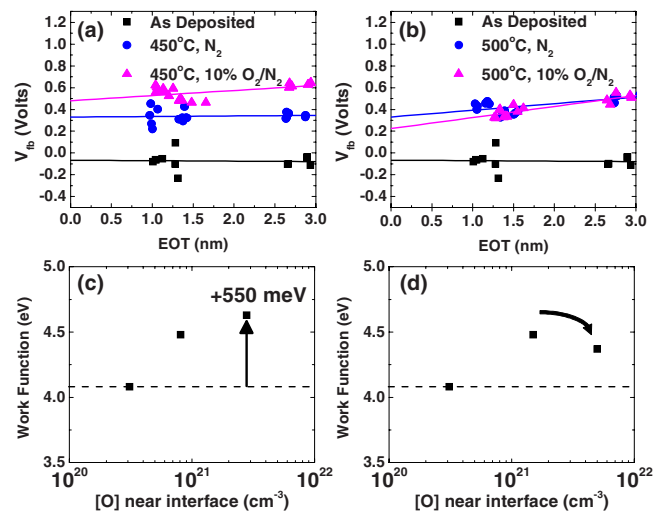 (a)
As Deposited
450°C, N2
450°C, 10% O2/N2
Vfb (Volts)
1.2
1.0
0.8
0.6
0.4
0.2
0.0
-0.2
-0.4
0.0 0.5 1.0 1.5 2.0 2.5 3.0
EOT (nm)
(b)
As Deposited
500°C, N2
500°C, 10% O2/N2
Vfb (Volts)
1.2
1.0
0.8
0.6
0.4
0.2
0.0
-0.2
-0.4
0.0 0.5 1.0 1.5 2.0 2.5 3.0
EOT (nm)
(c)
+550 meV
Work Function (eV)
5.0
4.5
4.0
3.5
10^20 10^21 10^22
[O] near interface (cm^-3)
(d)
Work Function (eV)
5.0
4.5
4.0
3.5
10^20 10^21 10^22
[O] near interface (cm^-3)